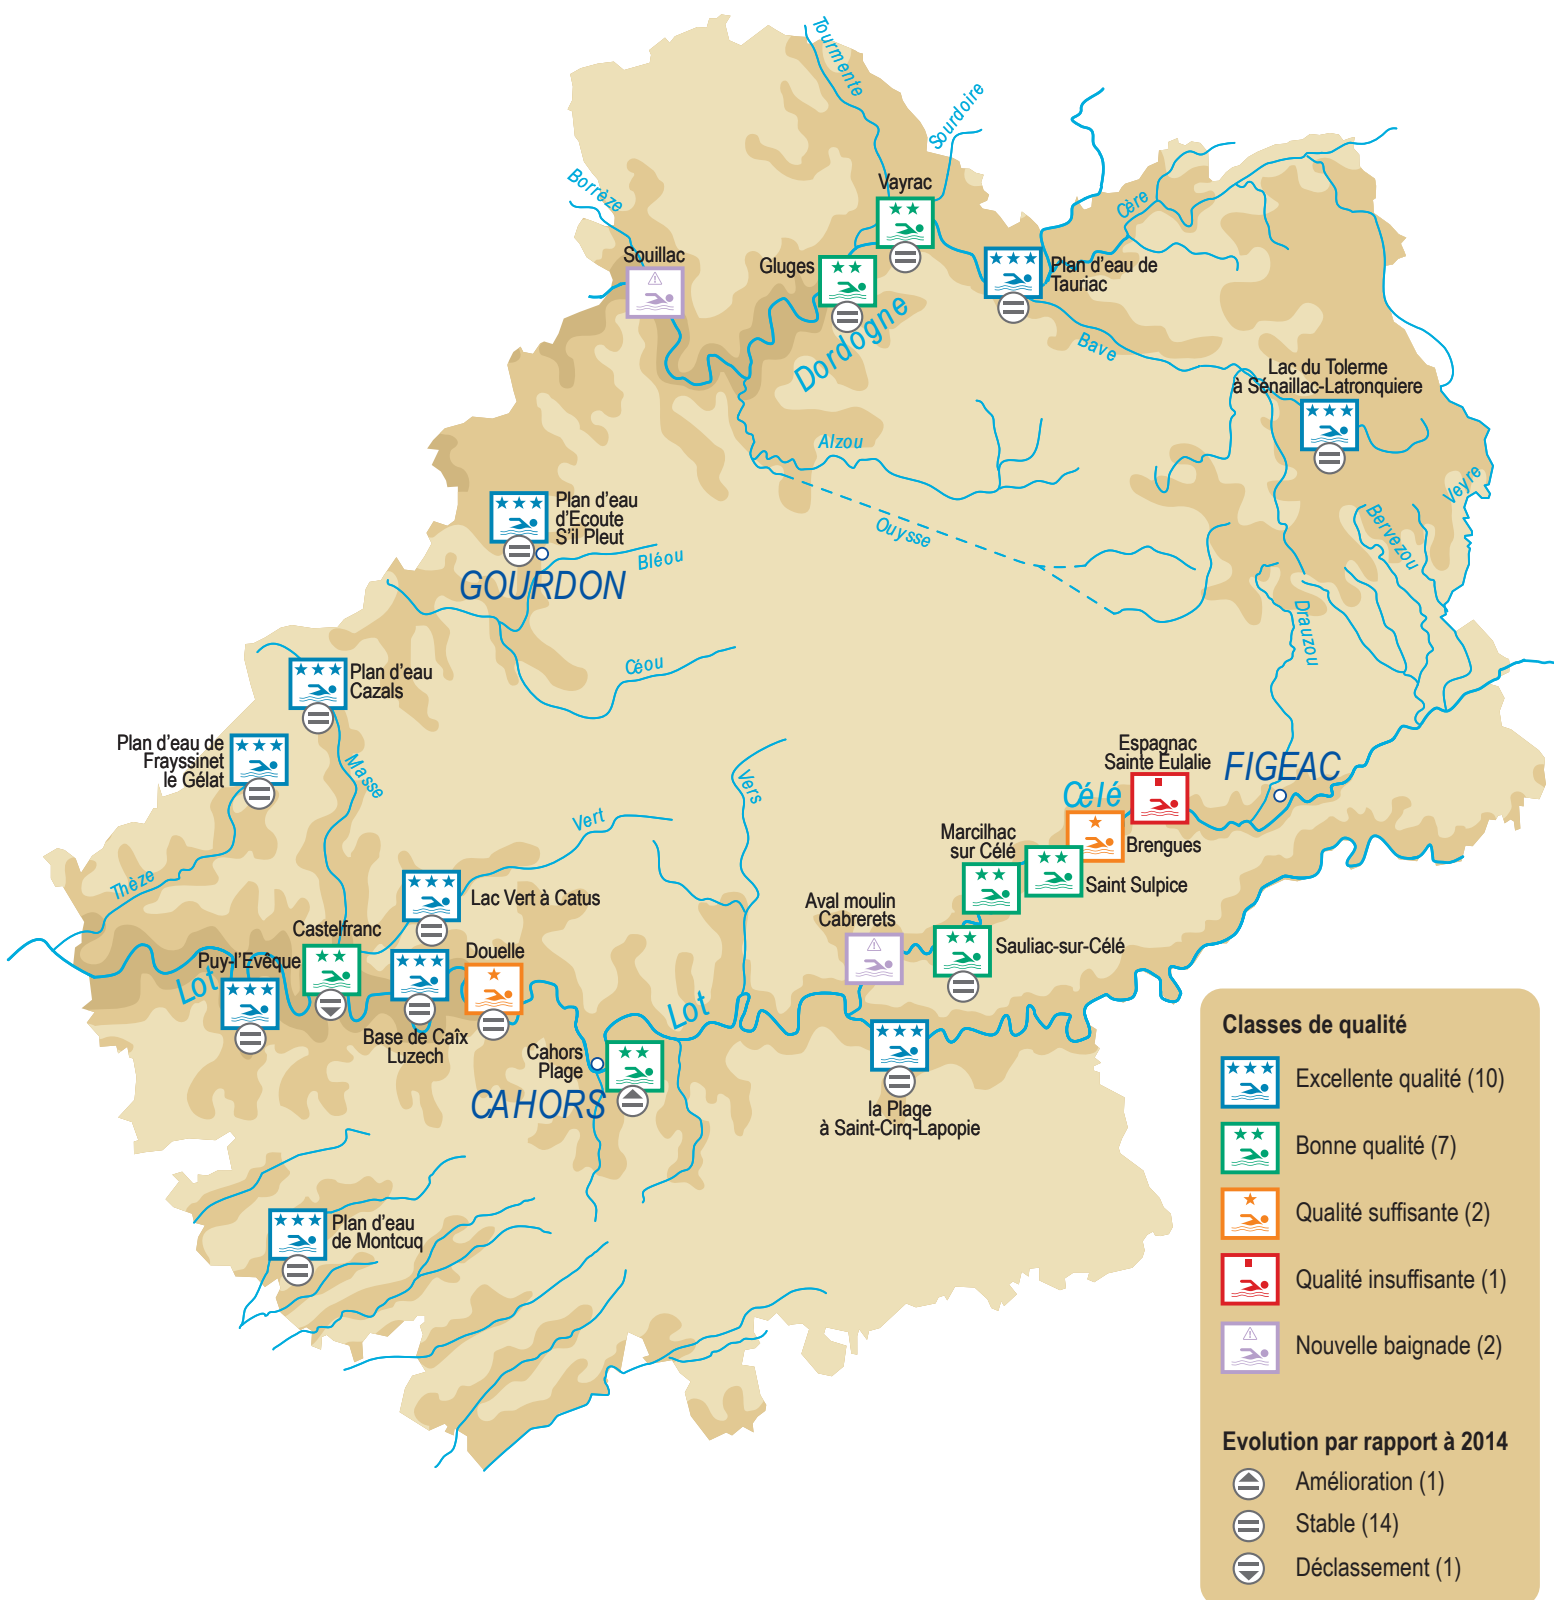 Tourmente
Sourdoire
Vayrac
Borrèze
Cère
Souillac
Gluges
Plan d'eau de
Tauriac
Dordogne
Bave
Lac du Tolerme
à Sénaillac-Latronquiere
Alzou
Veyre
Plan d'eau
d'Ecoute
S'il Pleut
Ouysse
Bervezou
Bléou
GOURDON
Drauzou
Céou
Plan d'eau
Cazals
Plan d'eau de
Frayssinet
le Gélat
Masse
Vers
Espagnac
Sainte Eulalie
FIGEAC
Célé
Vert
Marcilhac
sur Célé
Brengues
Thèze
Lac Vert à Catus
Saint Sulpice
Aval moulin
Cabrerets
Castelfranc
Douelle
Sauliac-sur-Célé
Puy-l'Evêque
Lot
Lot
Base de Caîx
Luzech
Cahors
Plage
CAHORS
la Plage
à Saint-Cirq-Lapopie
Plan d'eau
de Montcuq
Classes de qualité
Excellente qualité (10)
Bonne qualité (7)
Qualité suffisante (2)
Qualité insuffisante (1)
Nouvelle baignade (2)
Evolution par rapport à 2014
Amélioration (1)
Stable (14)
Déclassement (1)